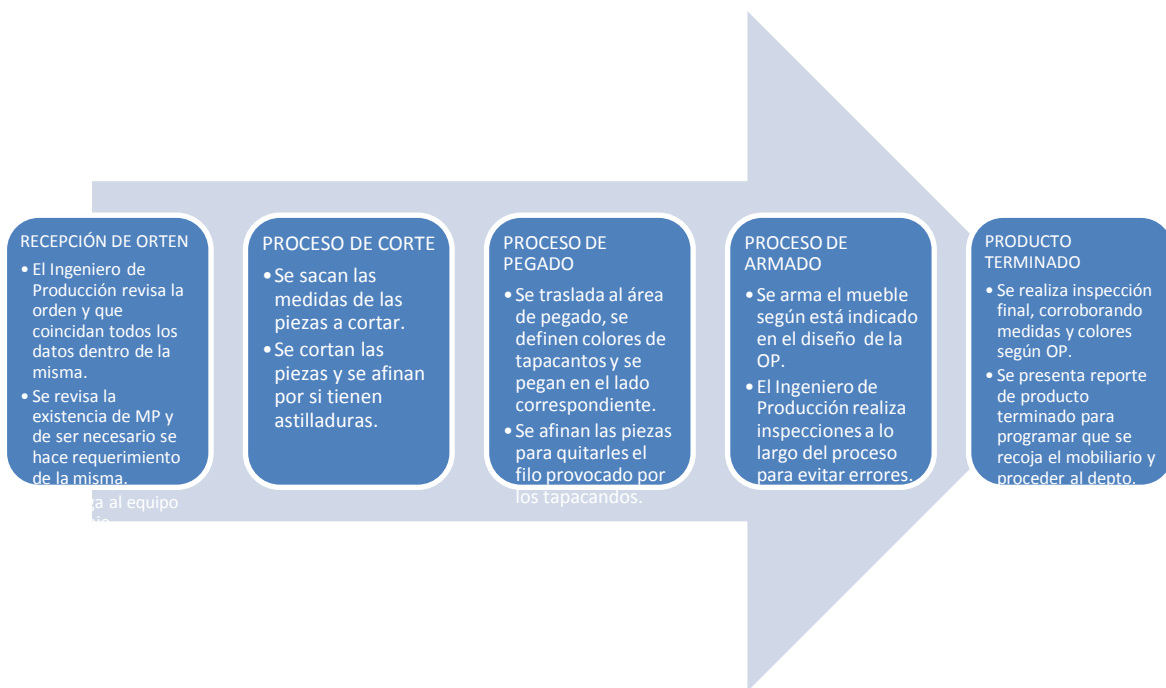 RECEPCIÓN DE ORTEN
• El Ingeniero de
Producción revisa la
orden y que
coincidan todos los
datos dentro de la
misma.
• Se revisa la
existencia de MP y
de ser necesario se
hace requerimiento
de la misma.
al equipo
PROCESO DE CORTE
• Se sacan las
medidas de las
piezas a cortar.
• Se cortan las
piezas y se afinan
por si tienen
astilladuras.
PROCESO DE
PEGADO
• Se traslada al área
de pegado, se
definen colores de
tapacantos y se
pegan en el lado
correspondiente.
• Se afinan las piezas
para quitarles el
filo provocado por
los tapacandos.
PROCESO DE
ARMADO
• Se arma el mueble
según está indicado
en el diseño de la
OP.
• El Ingeniero de
Producción realiza
inspecciones a lo
largo del proceso
para evitar errores.
PRODUCTO
TERMINADO
• Se realiza inspección
final, corroborando
medidas y colores
según OP.
• Se presenta reporte
de producto
terminado para
programar que se
recoja el mobiliario y
proceder al depto.